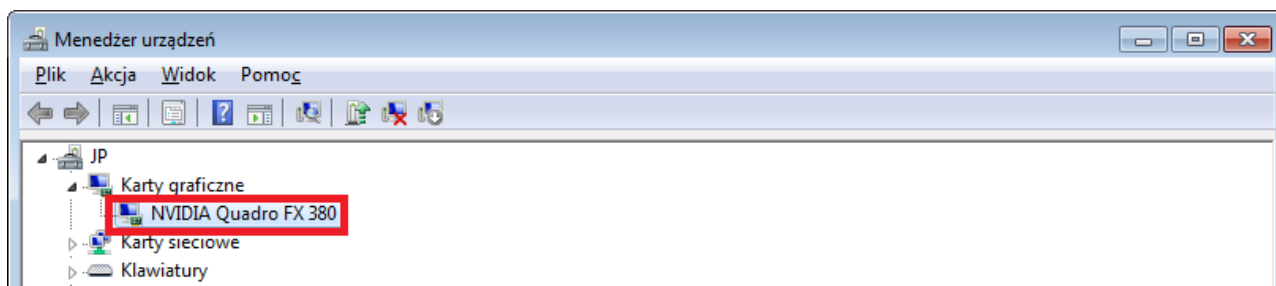 Menedżer urządzeń
Plik Akcja Widok Pomoc
JP
Karty graficzne
NVIDIA Quadro FX 380
Karty sieciowe
Klawiatury